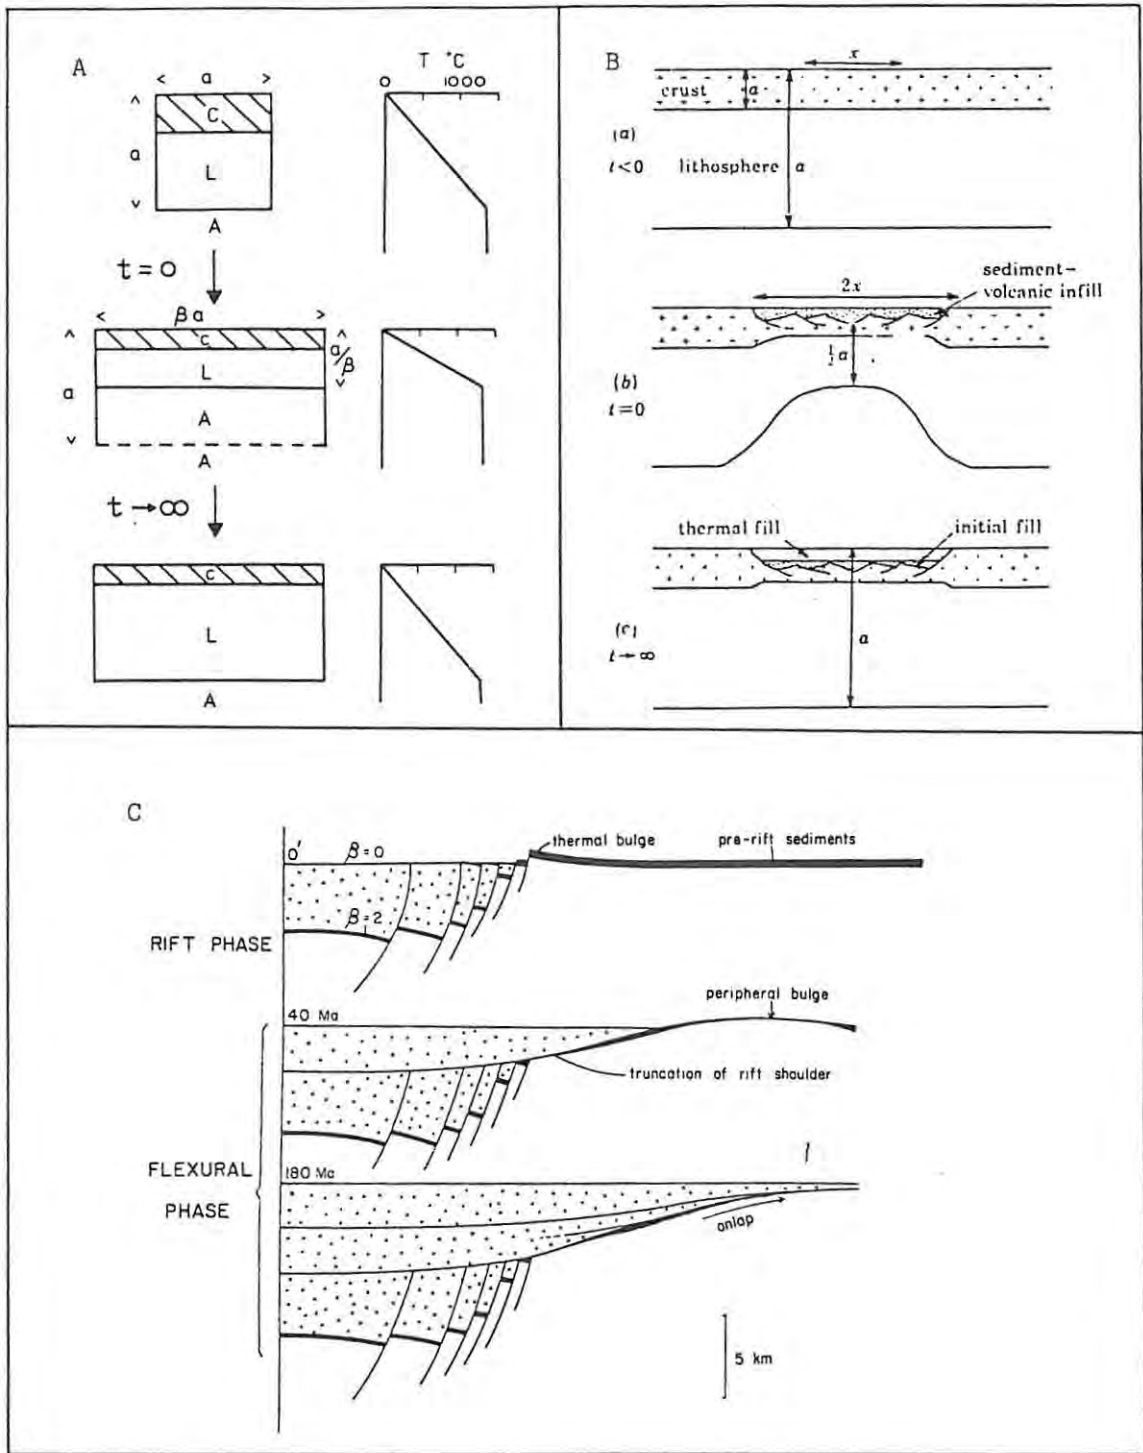 A
< a >
C
a
L
A
T °C
0 1000
t = 0
< βa >
c
a/β
L
a
A
A
t → ∞
c
L
A
B
x
crust a
(a)
t<0 lithosphere a
sediment-
2x volcanic infill
½a
(b)
t=0
thermal fill initial fill
(c)
t→∞
a
C
0' β=0 thermal bulge pre-rift sediments
β=2
RIFT PHASE
peripheral bulge
40 Ma
truncation of rift shoulder
180 Ma
FLEXURAL
PHASE
onlap
5 km